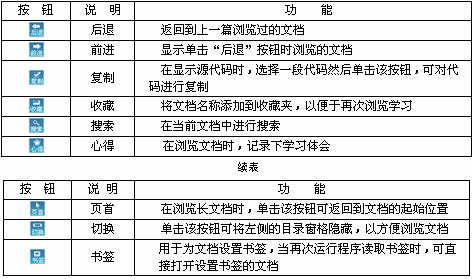 按 钮 说 明 功 能
后退 后退 返回到上一篇浏览过的文档
前进 前进 显示单击“后退”按钮时浏览的文档
复制 复制 在显示源代码时，选择一段代码然后单击该按钮，可对代
码进行复制
收藏 收藏 将文档名称添加到收藏夹，以便于再次浏览学习
搜索 搜索 在当前文档中进行搜索
心得 心得 在浏览文档时，记录下学习体会
续表
按 钮 说 明 功 能
页首 页首 在浏览长文档时，单击该按钮可返回到文档的起始位置
切换 切换 单击该按钮可将左侧的目录窗格隐藏，以方便浏览文档
书签 书签 用于为文档设置书签，当再次运行程序读取书签时，可直
接打开设置书签的文档